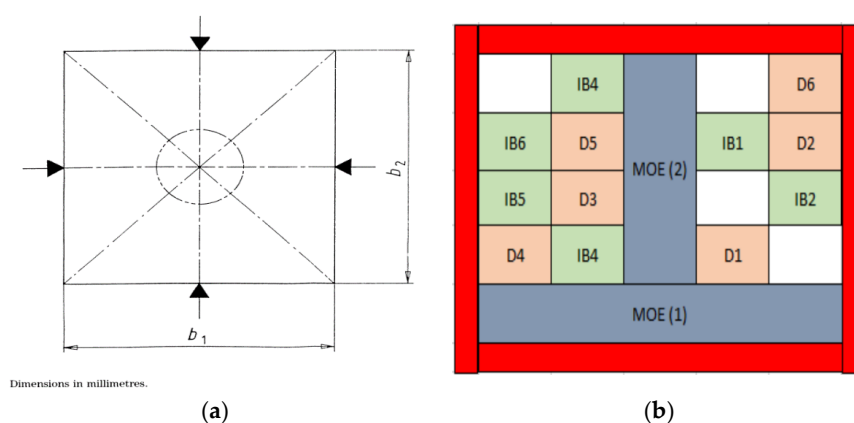 b₂
b₁
Dimensions in millimetres.
(a)
IB4 D6
IB6 D5 IB1 D2
MOE (2)
IB5 D3 IB2
D4 IB4 D1
MOE (1)
(b)